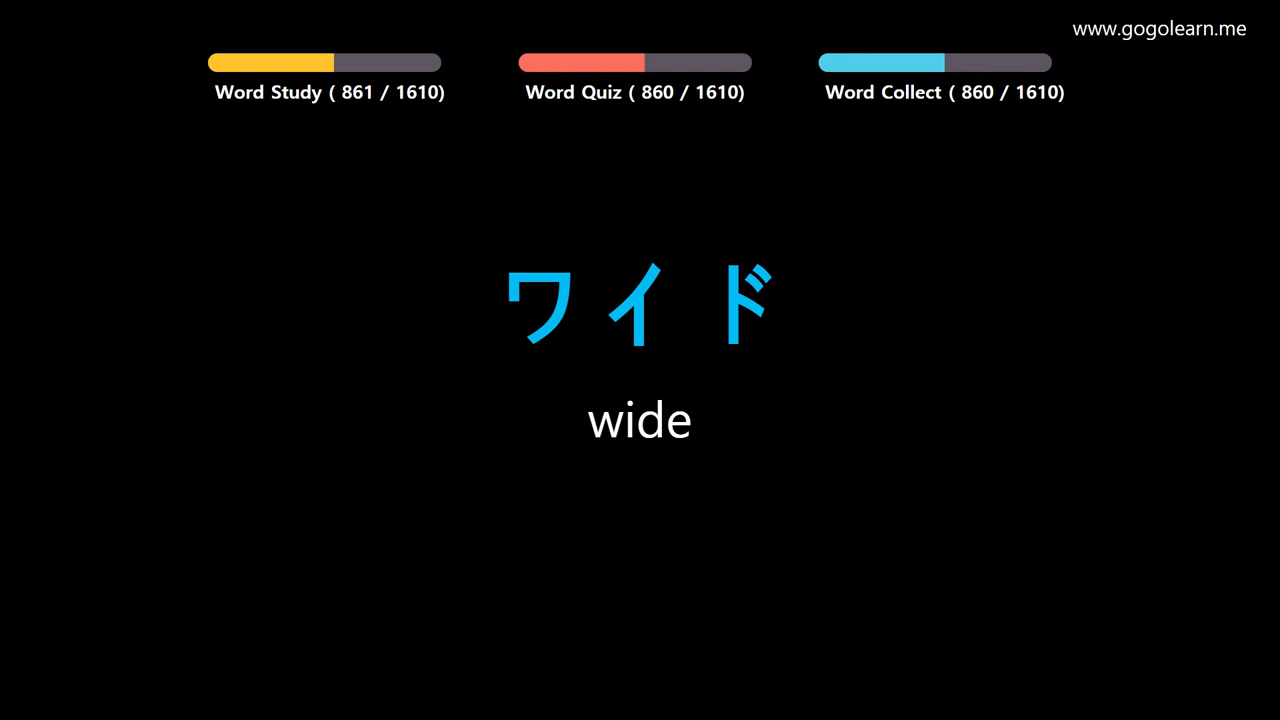 www.gogolearn.me
Word Study ( 861 / 1610)
Word Quiz ( 860 / 1610)
Word Collect ( 860 / 1610)
ワイド
wide